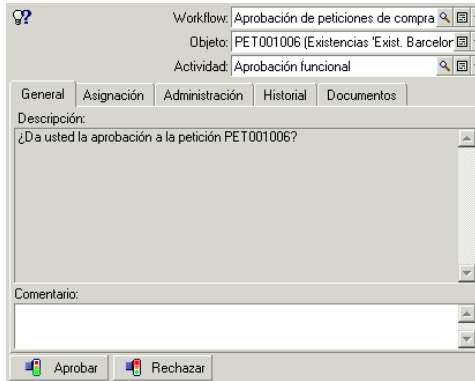 Workflow: Aprobación de peticiones de compra
Objeto: PET001006 (Existencias 'Exist. Barcelor
Actividad: Aprobación funcional
General Asignación Administración Historial Documentos
Descripción:
¿Da usted la aprobación a la petición PET001006?
Comentario:
Aprobar Rechazar